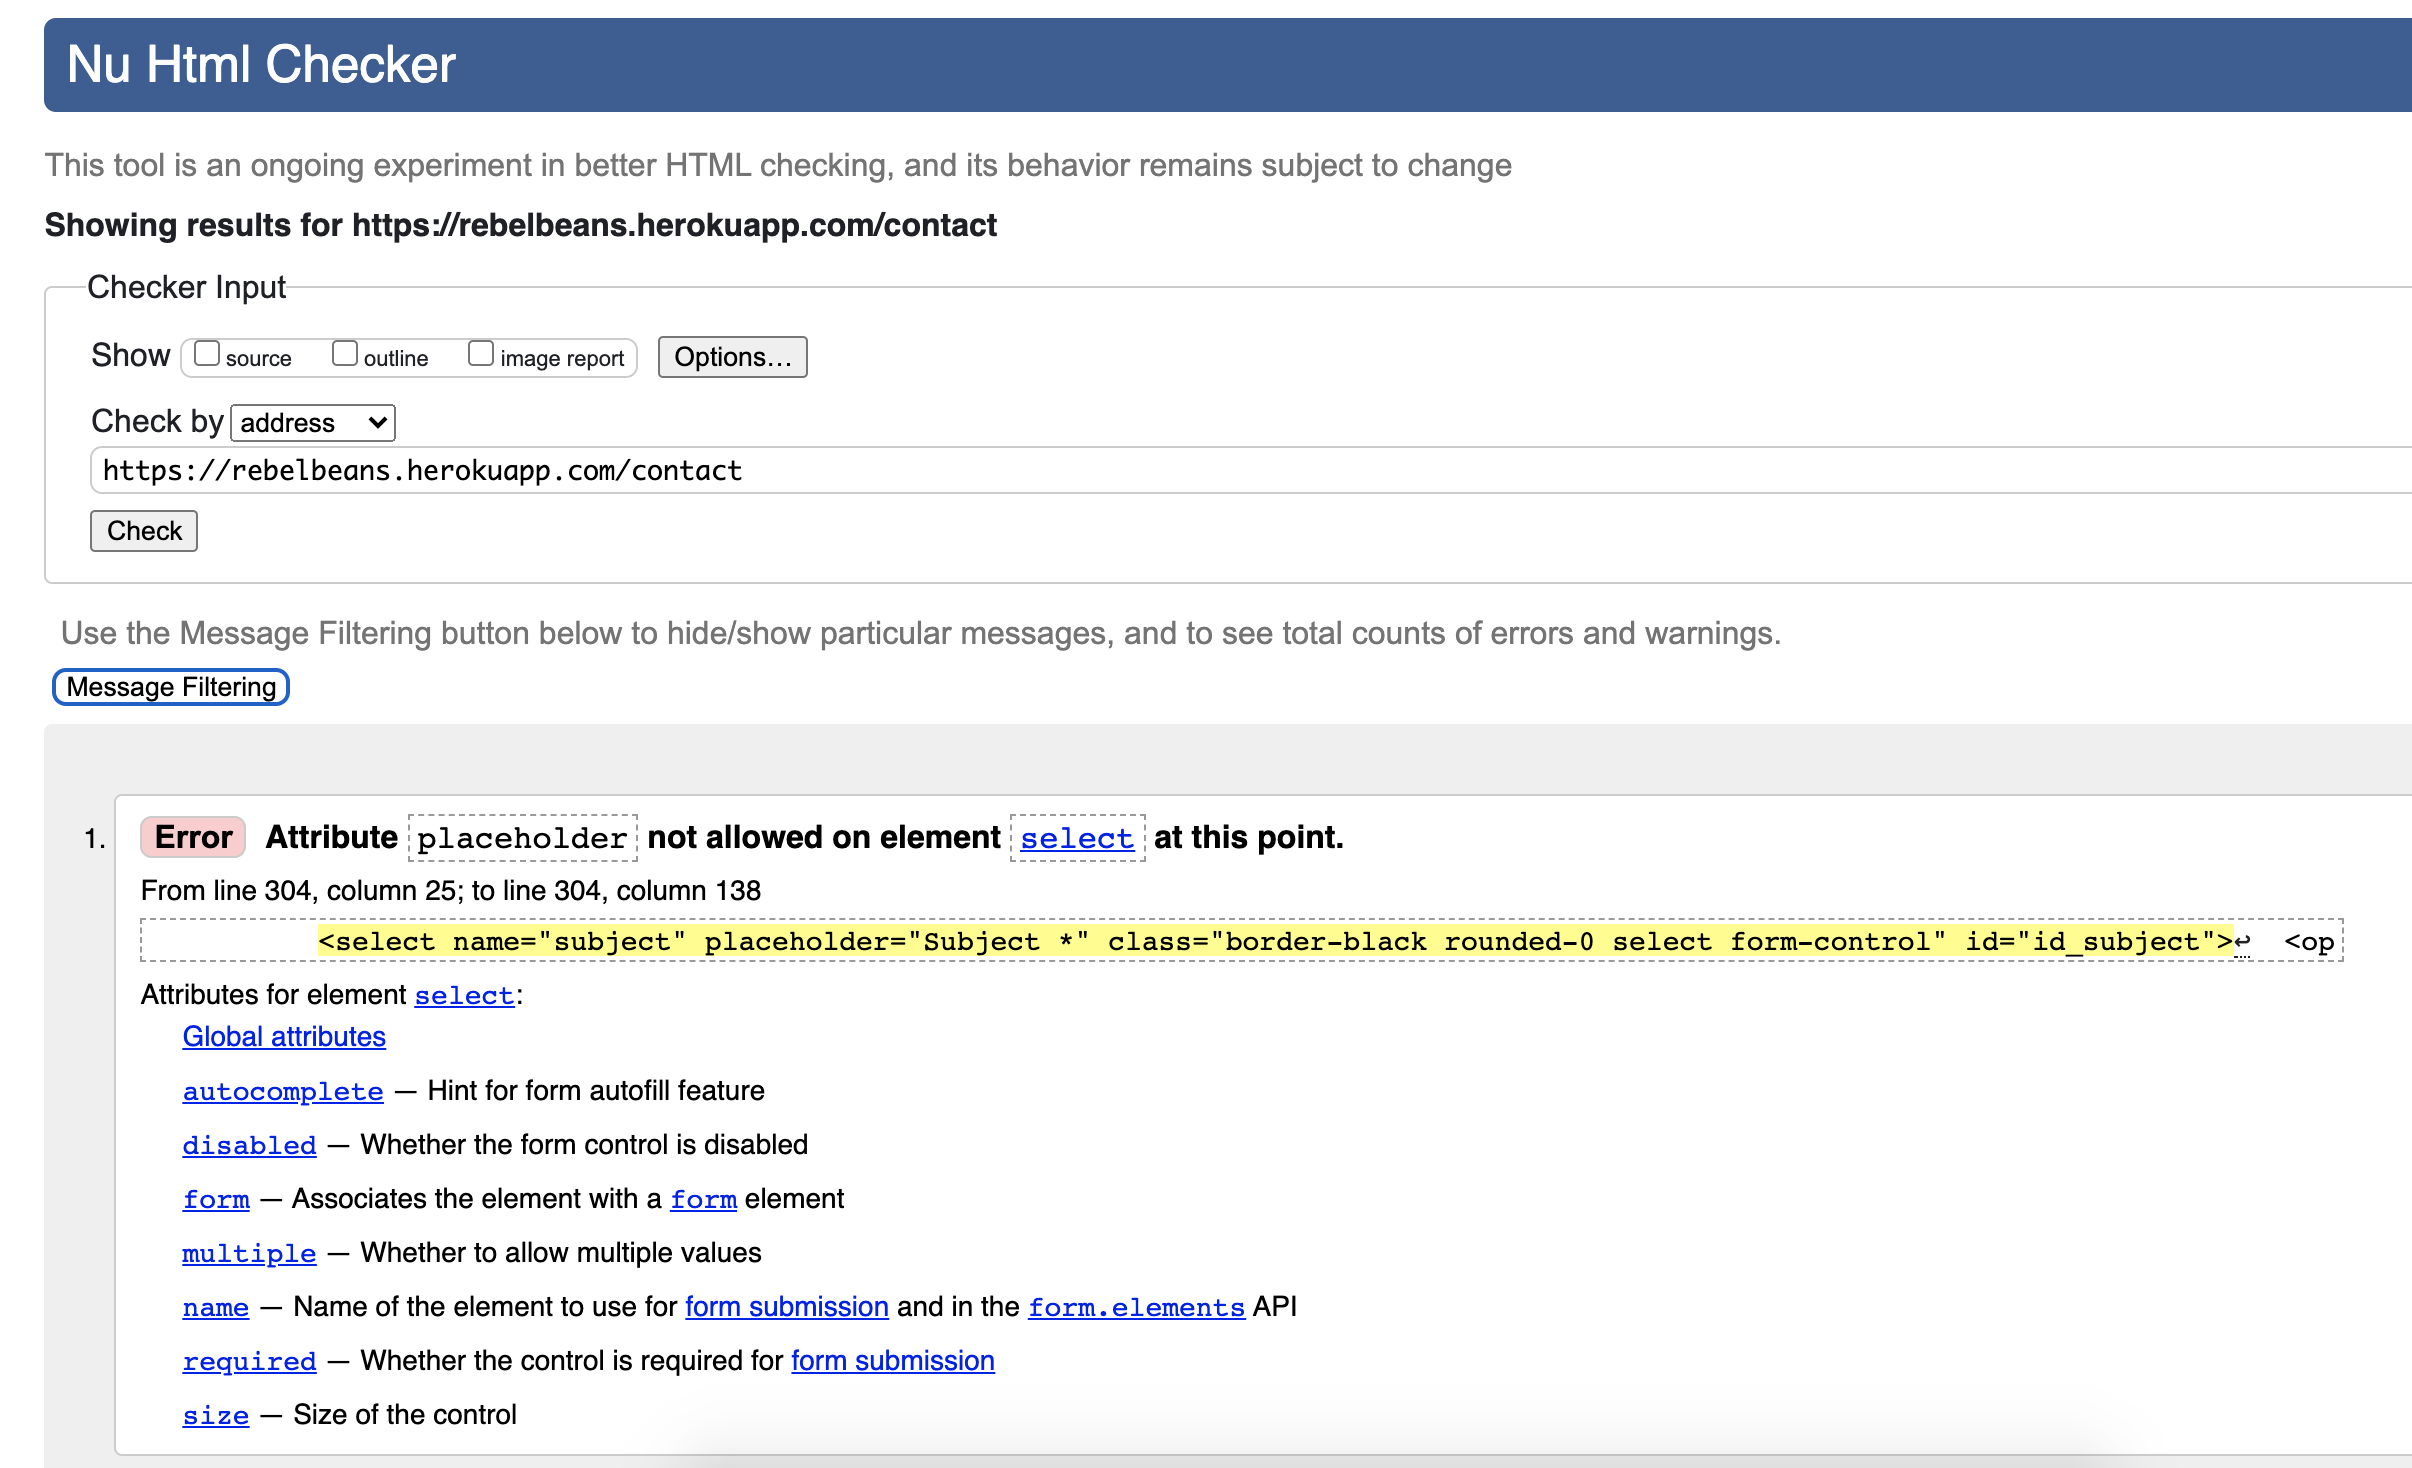 Nu Html Checker
This tool is an ongoing experiment in better HTML checking, and its behavior remains subject to change
Showing results for https://rebelbeans.herokuapp.com/contact
Checker Input
Show source outline image report Options...
Check by address
https://rebelbeans.herokuapp.com/contact
Check
Use the Message Filtering button below to hide/show particular messages, and to see total counts of errors and warnings.
Message Filtering
1. Error Attribute placeholder not allowed on element select at this point.
From line 304, column 25; to line 304, column 138
<select name="subject" placeholder="Subject *" class="border-black rounded-0 select form-control" id="id_subject">↩ <op
Attributes for element select:
Global attributes
autocomplete — Hint for form autofill feature
disabled — Whether the form control is disabled
form — Associates the element with a form element
multiple — Whether to allow multiple values
name — Name of the element to use for form submission and in the form.elements API
required — Whether the control is required for form submission
size — Size of the control